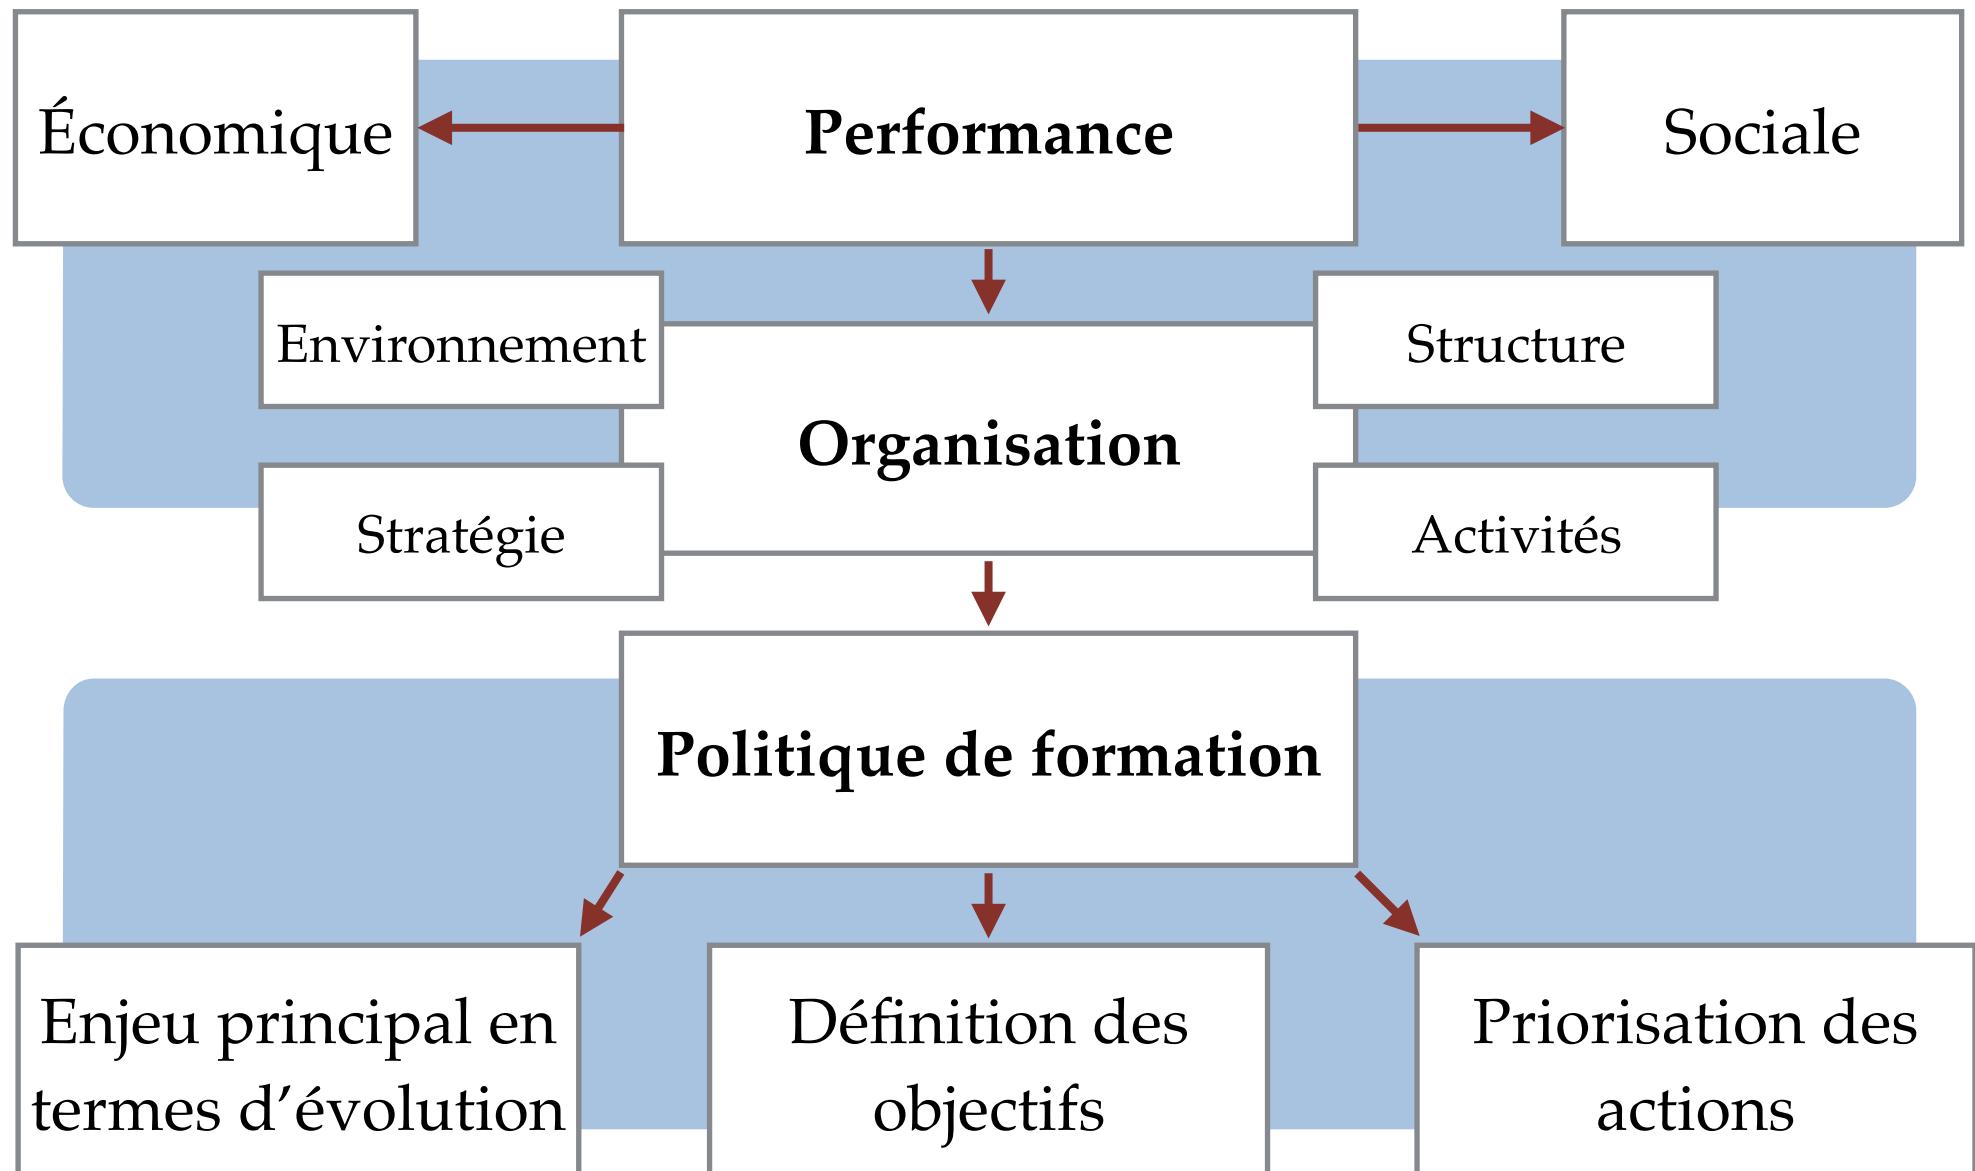 Économique
Performance
Sociale
Environnement
Structure
Organisation
Stratégie
Activités
Politique de formation
Enjeu principal en
termes d’évolution
Définition des
objectifs
Priorisation des
actions